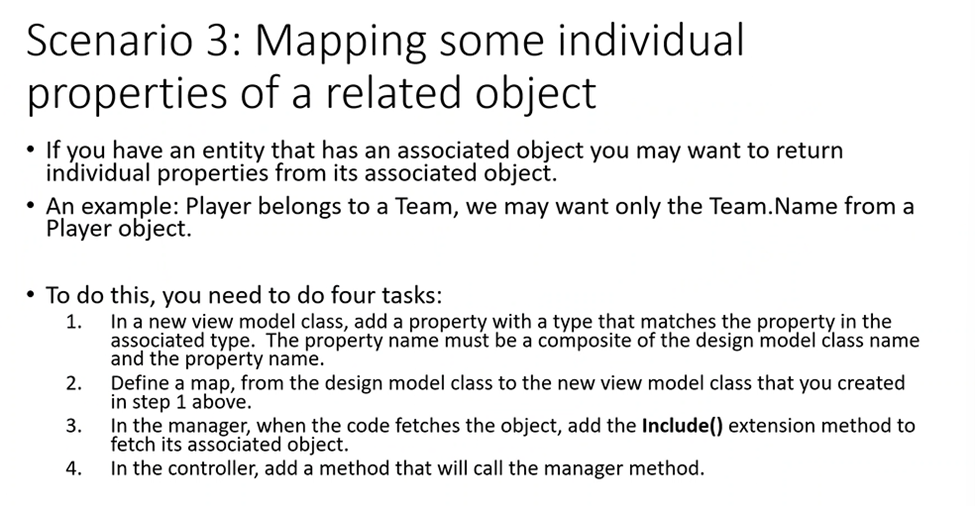 Scenario 3: Mapping some individual
properties of a related object
• If you have an entity that has an associated object you may want to return
individual properties from its associated object.
• An example: Player belongs to a Team, we may want only the Team.Name from a
Player object.
• To do this, you need to do four tasks:
1. In a new view model class, add a property with a type that matches the property in the
associated type. The property name must be a composite of the design model class name
and the property name.
2. Define a map, from the design model class to the new view model class that you created
in step 1 above.
3. In the manager, when the code fetches the object, add the Include() extension method to
fetch its associated object.
4. In the controller, add a method that will call the manager method.